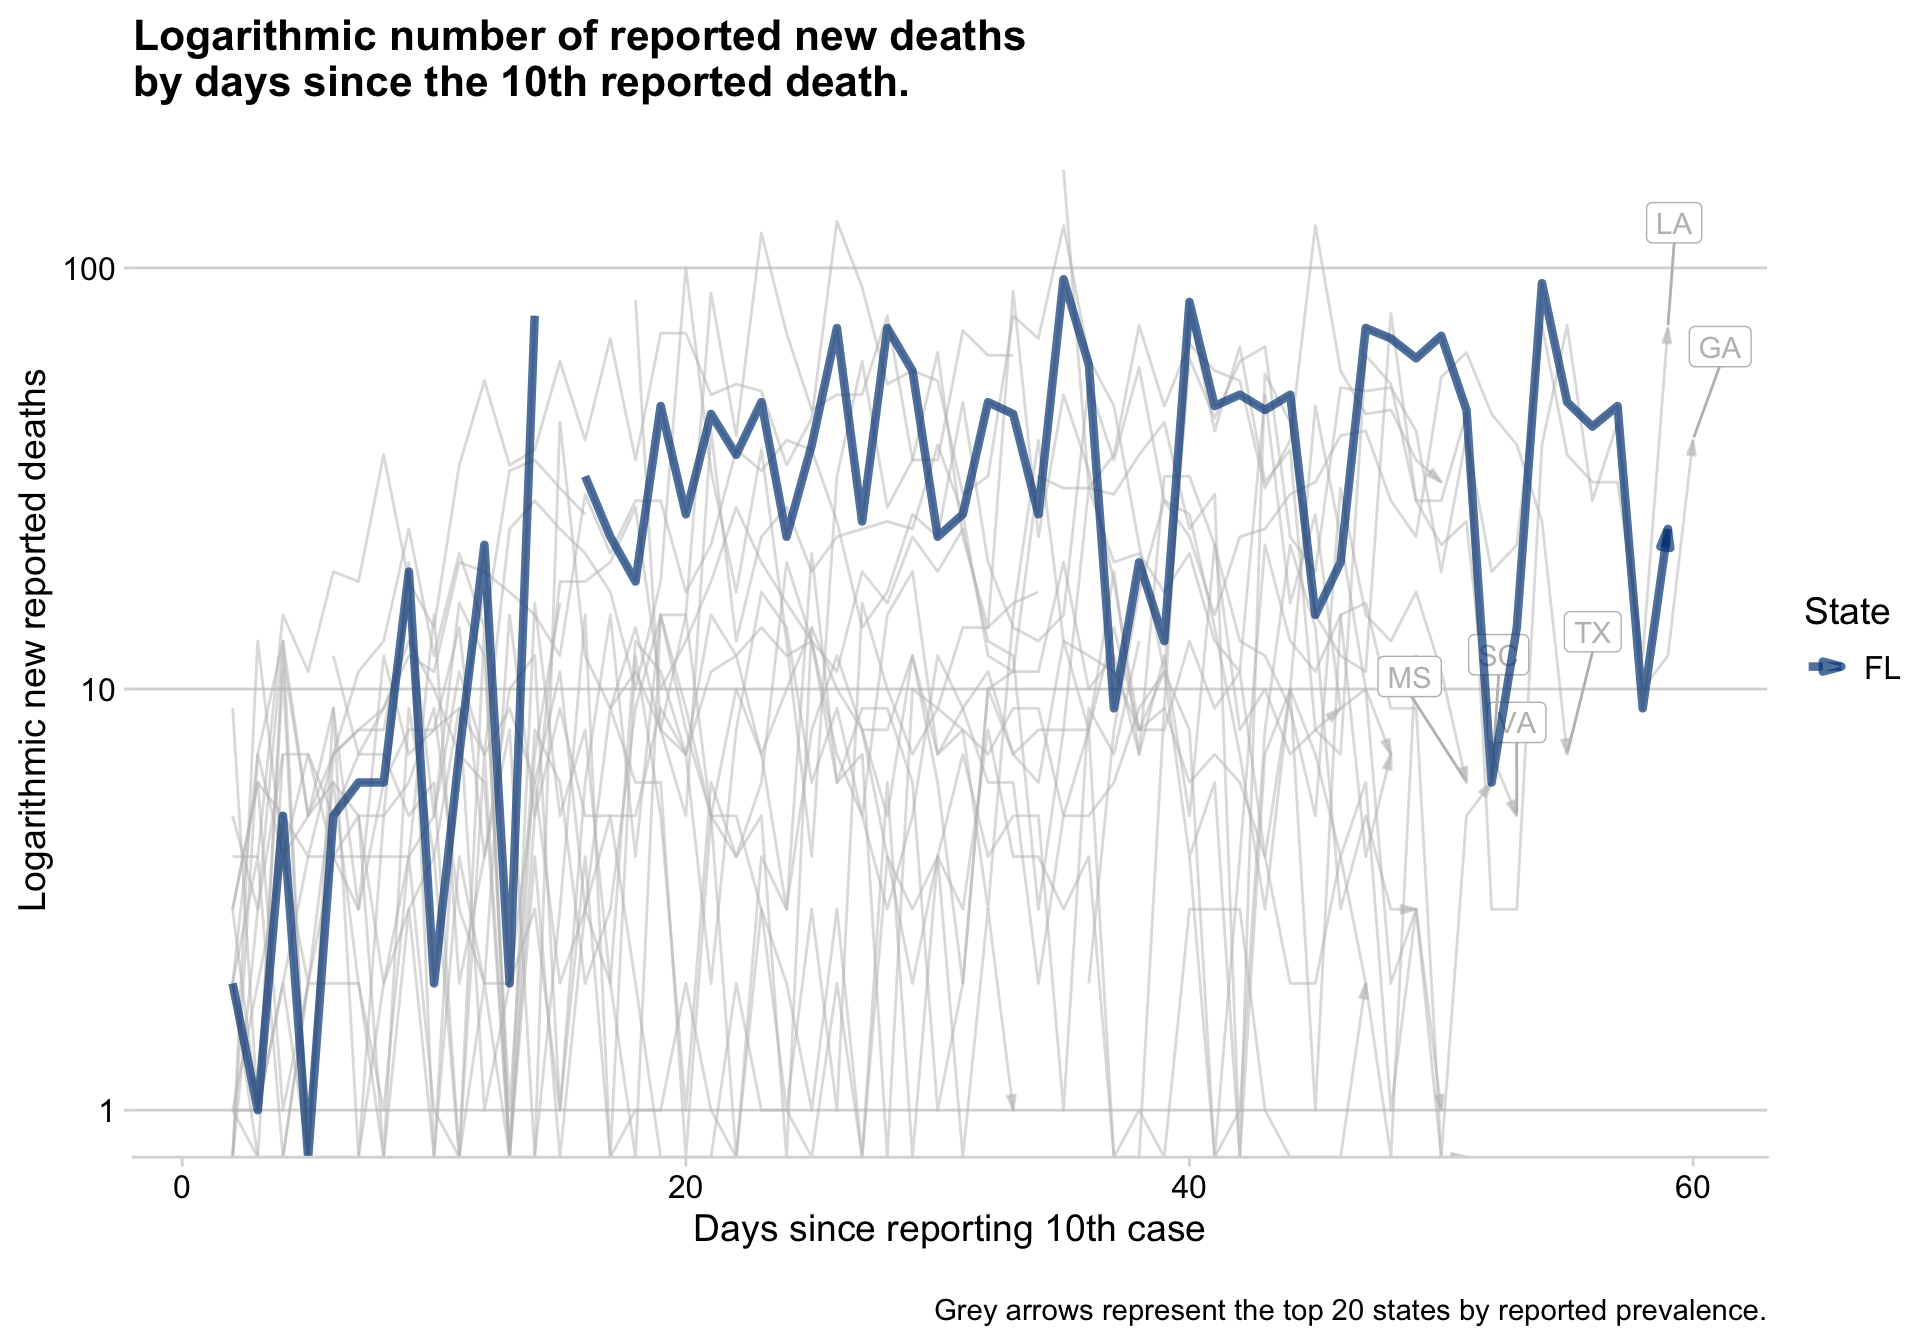 Logarithmic number of reported new deaths
by days since the 10th reported death.
Logarithmic new reported deaths
100
10
1
LA
GA
TX
SC
MS
VA
State
FL
0
20
40
60
Days since reporting 10th case
Grey arrows represent the top 20 states by reported prevalence.